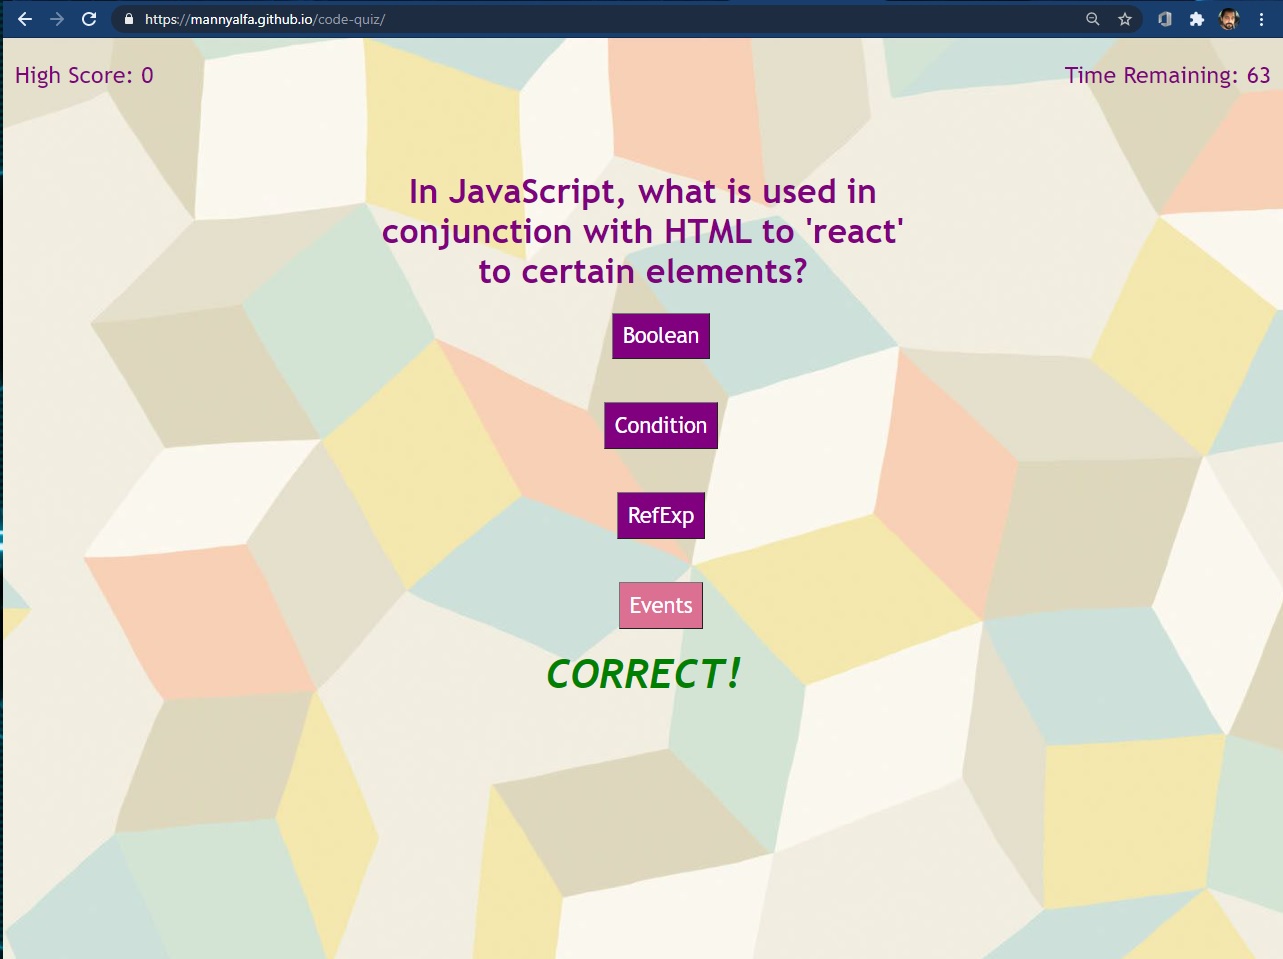 https://mannyalfa.github.io/code-quiz/
High Score: 0
Time Remaining: 63
In JavaScript, what is used in
conjunction with HTML to 'react'
to certain elements?
Boolean
Condition
RefExp
Events
CORRECT!